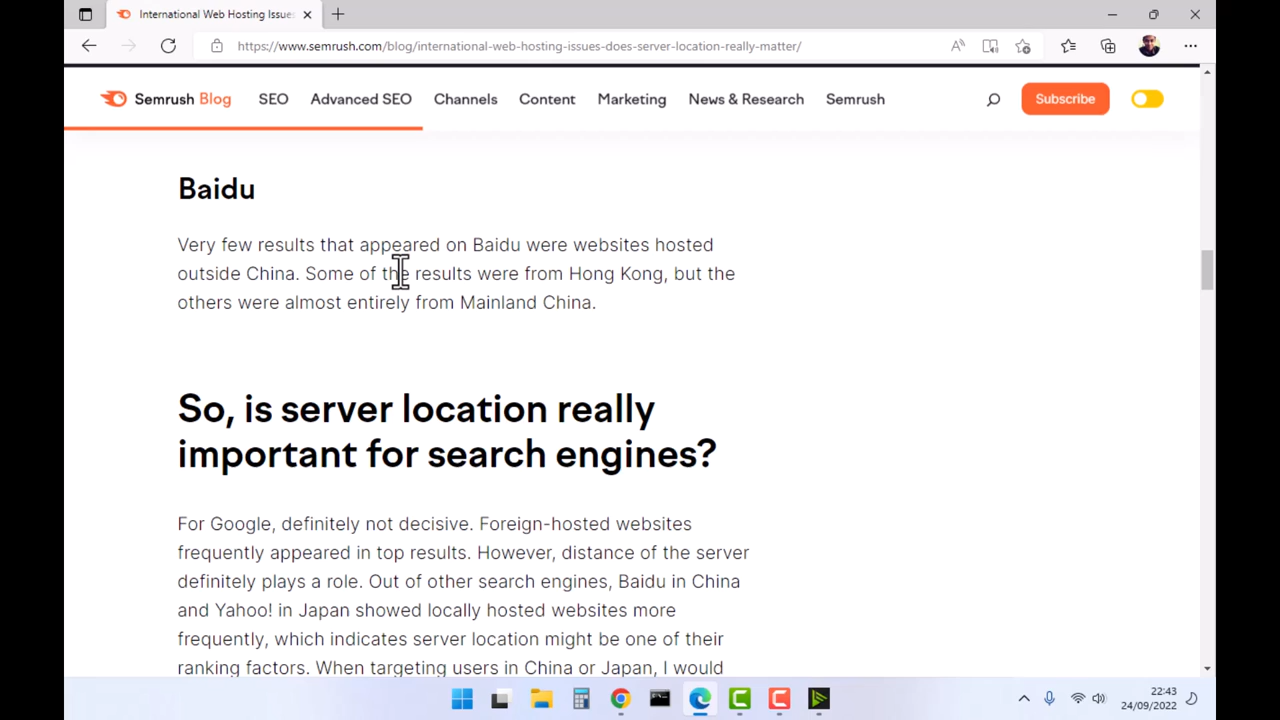 International Web Hosting Issue
https://www.semrush.com/blog/international-web-hosting-issues-does-server-location-really-matter/
Semrush Blog SEO Advanced SEO Channels Content Marketing News & Research Semrush Subscribe
Baidu
Very few results that appeared on Baidu were websites hosted
outside China. Some of the results were from Hong Kong, but the
others were almost entirely from Mainland China.
So, is server location really
important for search engines?
For Google, definitely not decisive. Foreign-hosted websites
frequently appeared in top results. However, distance of the server
definitely plays a role. Out of other search engines, Baidu in China
and Yahoo! in Japan showed locally hosted websites more
frequently, which indicates server location might be one of their
ranking factors. When targeting users in China or Japan, I would
22:43
24/09/2022